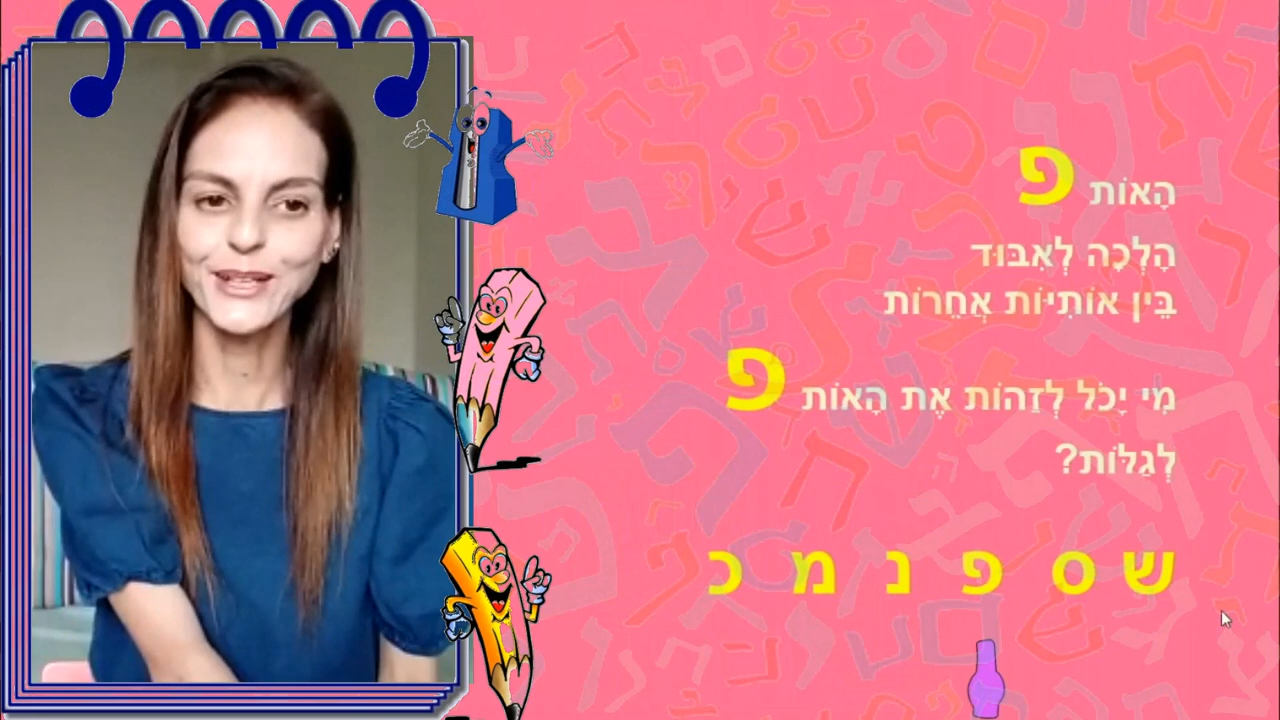 הָאוֹת פ
הָלְכָה לְאִבּוּד
בֵּין אוֹתִיּוֹת אֲחֵרוֹת
מִי יָכֹל לְזַהוֹת אֶת הָאוֹת פ
לְגַלּוֹת?
ש ס פ נ מ כ